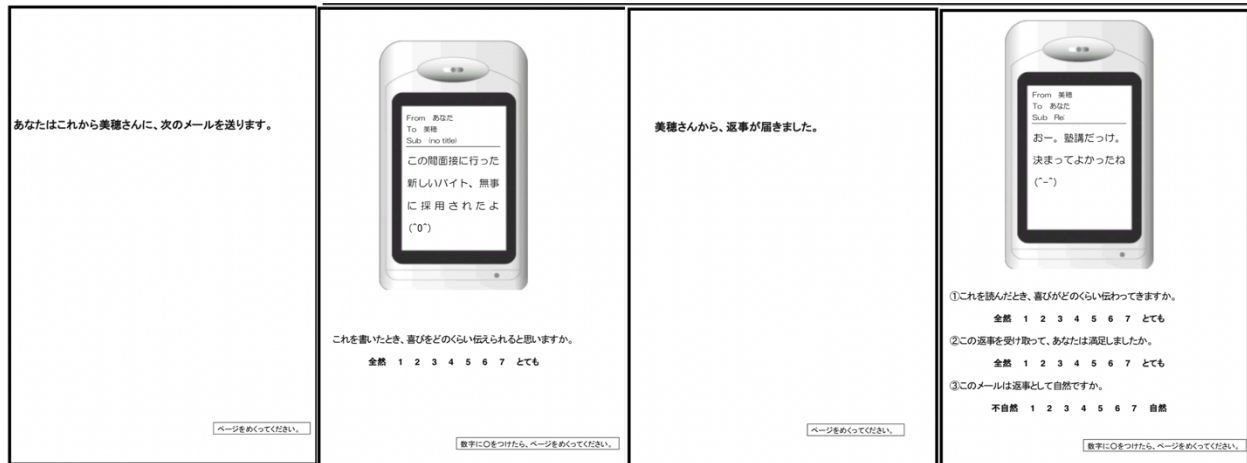 あなたはこれから美穂さんに、次のメールを送ります。
ページをめくってください。
From あなた
To 美穂
Sub (no title)
この間面接に行った
新しいバイト、無事
に採用されたよ
(^0^)
これを書いたとき、喜びをどのくらい伝えられると思いますか。
全然 1 2 3 4 5 6 7 とても
数字に○をつけたら、ページをめくってください。
美穂さんから、返事が届きました。
ページをめくってください。
From 美穂
To あなた
Sub Re:
おー。塾講だっけ。
決まってよかったね
(^-^)
①これを読んだとき、喜びがどのくらい伝わってきますか。
全然 1 2 3 4 5 6 7 とても
②この返事を受け取って、あなたは満足しましたか。
全然 1 2 3 4 5 6 7 とても
③このメールは返事として自然ですか。
不自然 1 2 3 4 5 6 7 自然
数字に○をつけたら、ページをめくってください。